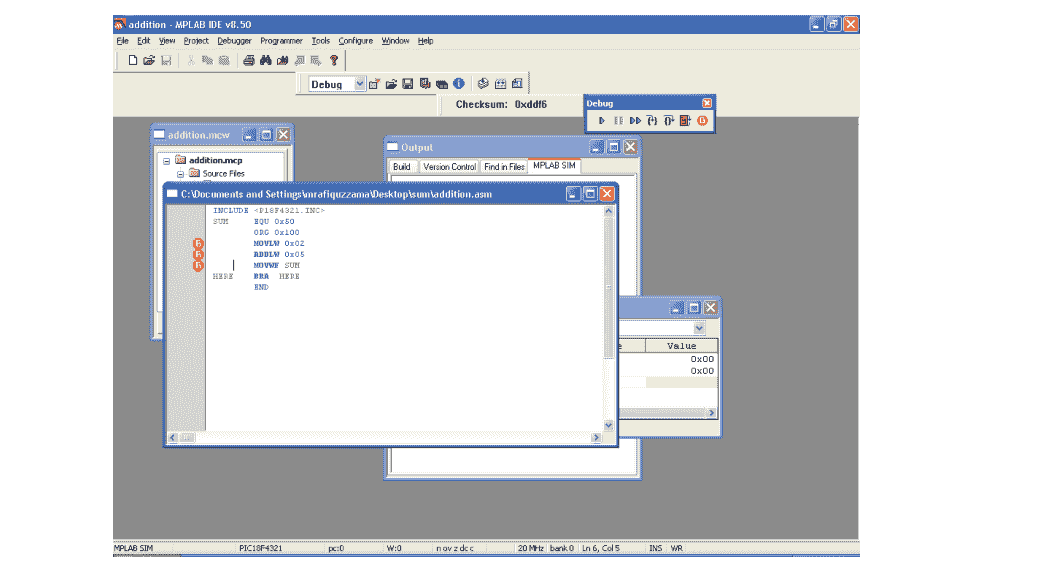 addition - MPLAB IDE v8.50
File Edit View Project Debugger Programmer Tools Configure Window Help
Debug
Checksum: 0xddf6
Debug
addition.mcw
addition.mcp
Source Files
Output
Build Version Control Find in Files MPLAB SIM
C:\Documents and Settings\mrafiquzzama\Desktop\sum\addition.asm
INCLUDE <P18F4321.INC>
SUM EQU 0x50
ORG 0x100
B MOVLW 0x02
B ADDLW 0x05
B MOVWF SUM
HERE BRA HERE
END
e Value
0x00
0x00
MPLAB SIM PIC18F4321 pc:0 W:0 n ov z dc c 20 MHz bank 0 Ln 6, Col 5 INS WR